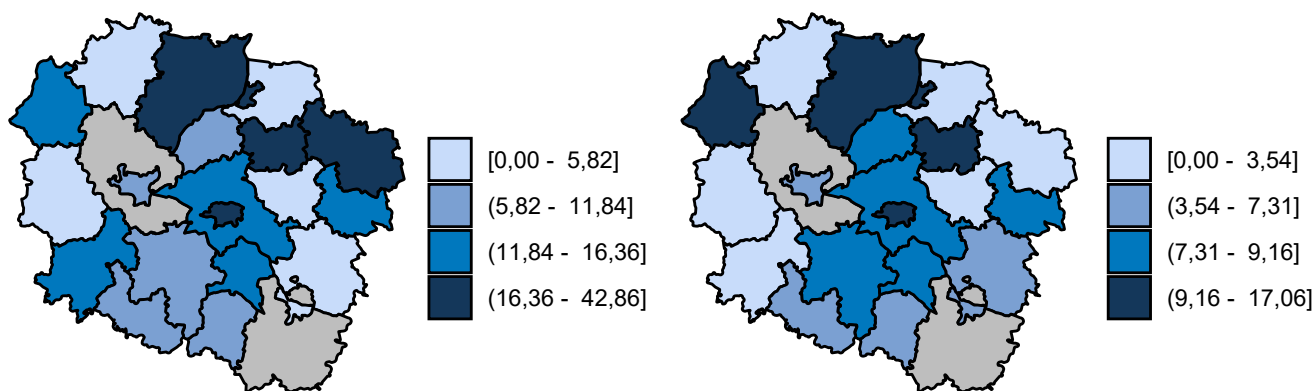 [0,00 - 5,82]
(5,82 - 11,84]
(11,84 - 16,36]
(16,36 - 42,86]
[0,00 - 3,54]
(3,54 - 7,31]
(7,31 - 9,16]
(9,16 - 17,06]